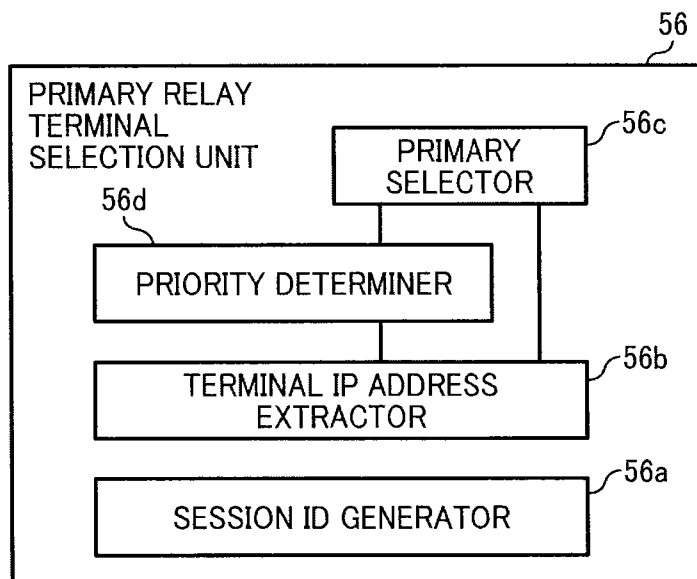 56
PRIMARY RELAY
TERMINAL
SELECTION UNIT
56c
PRIMARY
SELECTOR
56d
PRIORITY DETERMINER
56b
TERMINAL IP ADDRESS
EXTRACTOR
56a
SESSION ID GENERATOR